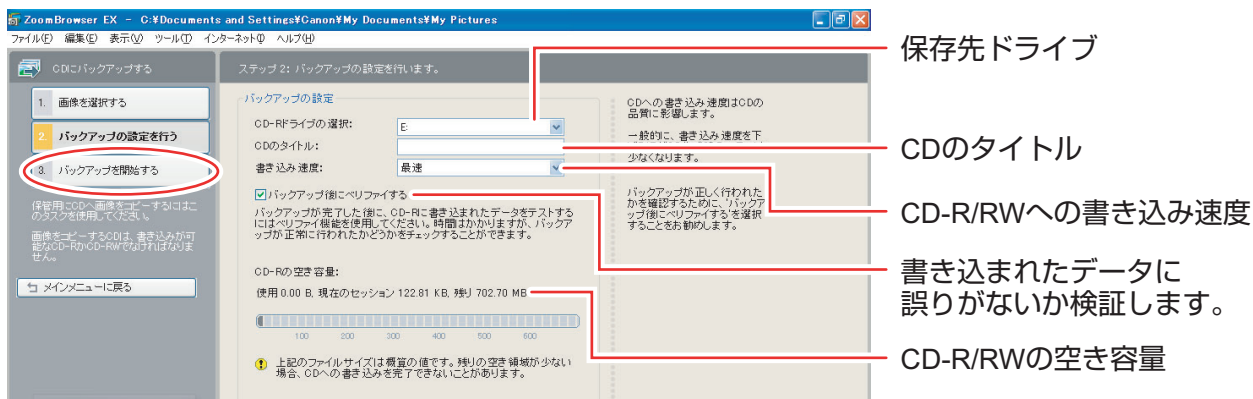 ZoomBrowser EX - C:¥Documents and Settings¥Canon¥My Documents¥My Pictures
ファイル(F) 編集(E) 表示(V) ツール(T) インターネット(I) ヘルプ(H)
CDにバックアップする
ステップ 2: バックアップの設定を行います。
1. 画像を選択する
2. バックアップの設定を行う
3. バックアップを開始する
保管用にCDへ画像をコピーするにはこ
のタスクを使用してください。
画像をコピーするCDは、書き込みが可
能なCD-RかCD-RWでなければなりま
せん。
メインメニューに戻る
バックアップの設定
CD-Rドライブの選択:
E:
CDのタイトル:
書き込み速度:
最速
バックアップ後にベリファイする
バックアップが完了した後に、CD-Rに書き込まれたデータをテストする
にはベリファイ機能を使用してください。時間はかかりますが、バックア
ップが正常に行われたかどうかをチェックすることができます。
CD-Rの空き容量:
使用 0.00 B, 現在のセッション 122.81 KB, 残り 702.70 MB
100 200 300 400 500 600
上記のファイルサイズは概算の値です。残りの空き領域が少ない
場合、CDへの書き込みを完了できないことがあります。
CDへの書き込み速度はCDの
品質に影響します。
一般的に、書き込み速度を下
少なくなります。
バックアップが正しく行われた
かを確認するために、'バックア
ップ後にベリファイする'を選択
することをお勧めします。
保存先ドライブ
CDのタイトル
CD-R/RWへの書き込み速度
書き込まれたデータに
誤りがないか検証します。
CD-R/RWの空き容量